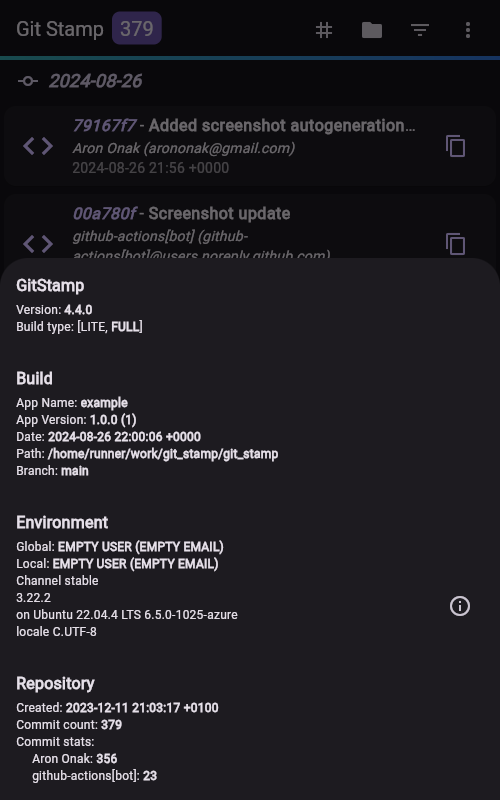 Git Stamp 379
2024-08-26
79167f7 - Added screenshot autogeneration...
Aron Onak (arononak@gmail.com)
2024-08-26 21:56 +0000
00a780f - Screenshot update
github-actions[bot] (github-
actions[bot]@users.noreply.github.com)
GitStamp
Version: 4.4.0
Build type: [LITE, FULL]
Build
App Name: example
App Version: 1.0.0 (1)
Date: 2024-08-26 22:00:06 +0000
Path: /home/runner/work/git_stamp/git_stamp
Branch: main
Environment
Global: EMPTY USER (EMPTY EMAIL)
Local: EMPTY USER (EMPTY EMAIL)
Channel stable
3.22.2
on Ubuntu 22.04.4 LTS 6.5.0-1025-azure
locale C.UTF-8
Repository
Created: 2023-12-11 21:03:17 +0100
Commit count: 379
Commit stats:
Aron Onak: 356
github-actions[bot]: 23